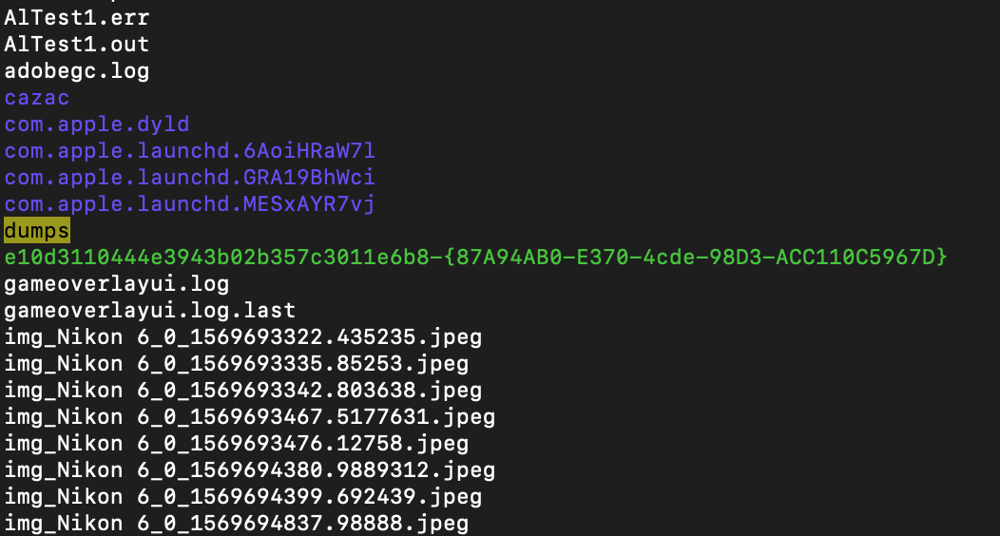 AlTest1.err
AlTest1.out
adobegc.log
cazac
com.apple.dyld
com.apple.launchd.6AoiHRaW7l
com.apple.launchd.GRA19BhWci
com.apple.launchd.MESxAYR7vj
dumps
e10d3110444e3943b02b357c3011e6b8-{87A94AB0-E370-4cde-98D3-ACC110C5967D}
gameoverlayui.log
gameoverlayui.log.last
img_Nikon 6_0_1569693322.435235.jpeg
img_Nikon 6_0_1569693335.85253.jpeg
img_Nikon 6_0_1569693342.803638.jpeg
img_Nikon 6_0_1569693467.5177631.jpeg
img_Nikon 6_0_1569693476.12758.jpeg
img_Nikon 6_0_1569694380.9889312.jpeg
img_Nikon 6_0_1569694399.692439.jpeg
img_Nikon 6_0_1569694837.98888.jpeg